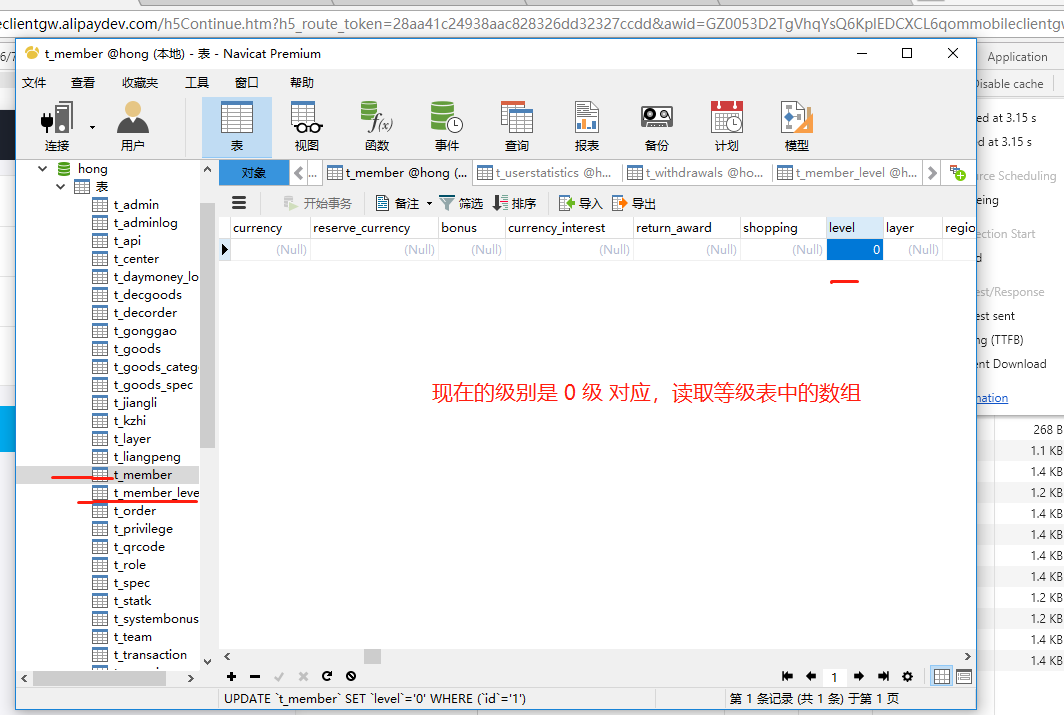 eclientgw.alipaydev.com/h5Continue.htm?h5_route_token=28aa41c24938aac828326dd32327ccdd&awid=GZ0053D2TgVhqYsQ6KplEDCXCL6qommobileclientgw
t_member @hong (本地) - 表 - Navicat Premium
文件 查看 收藏夹 工具 窗口 帮助
连接 用户 表 视图 函数 事件 查询 报表 备份 计划 模型
对象 ... t_member @hong (... t_userstatistics @h... t_withdrawals @ho... t_member_level @h...
开始事务 备注 筛选 排序 导入 导出
currency reserve_currency bonus currency_interest return_award shopping level layer regio
(Null) (Null) (Null) (Null) (Null) (Null) 0 (Null)
现在的级别是 0 级 对应，读取等级表中的数组
hong
表
t_admin
t_adminlog
t_api
t_center
t_daymoney_lo
t_decgoods
t_decorder
t_gonggao
t_goods
t_goods_categ
t_goods_spec
t_jiangli
t_kzhi
t_layer
t_liangpeng
t_member
t_member_leve
t_order
t_privilege
t_qrcode
t_role
t_spec
t_statk
t_systembonus
t_team
t_transaction
1
UPDATE `t_member` SET `level`='0' WHERE (`id`='1')
第 1 条记录 (共 1 条) 于第 1 页
6/7
Application
Disable cache
ed at 3.15 s
d at 3.15 s
urce Scheduling
eing
ection Start
d
est/Response
est sent
ng (TTFB)
ent Download
nation
268 B
1.1 KB
1.4 KB
1.2 KB
1.4 KB
1.4 KB
1.4 KB
1.4 KB
1.2 KB
1.2 KB
1.4 KB
1.4 KB